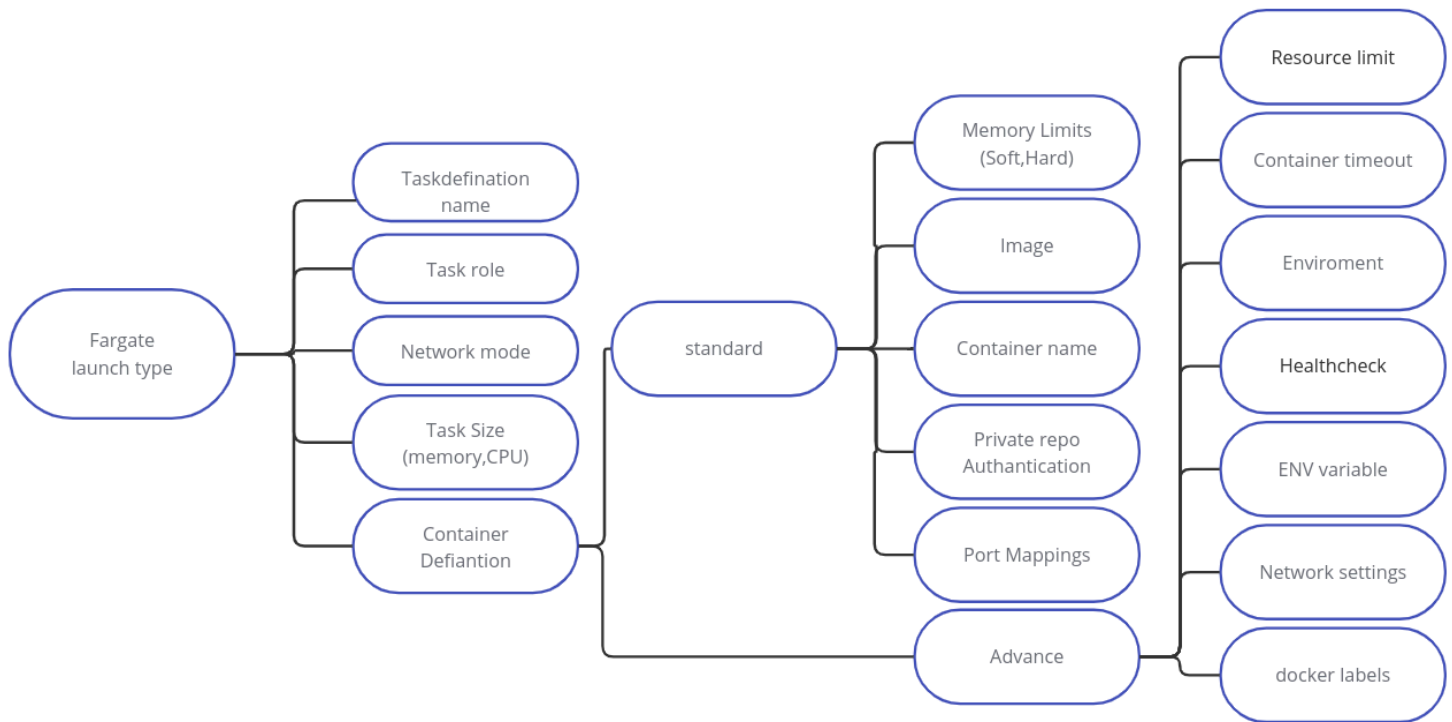 Fargate
launch type
Taskdefination
name
Task role
Network mode
Task Size
(memory,CPU)
Container
Defiantion
standard
Memory Limits
(Soft,Hard)
Image
Container name
Private repo
Authantication
Port Mappings
Advance
Resource limit
Container timeout
Enviroment
Healthcheck
ENV variable
Network settings
docker labels